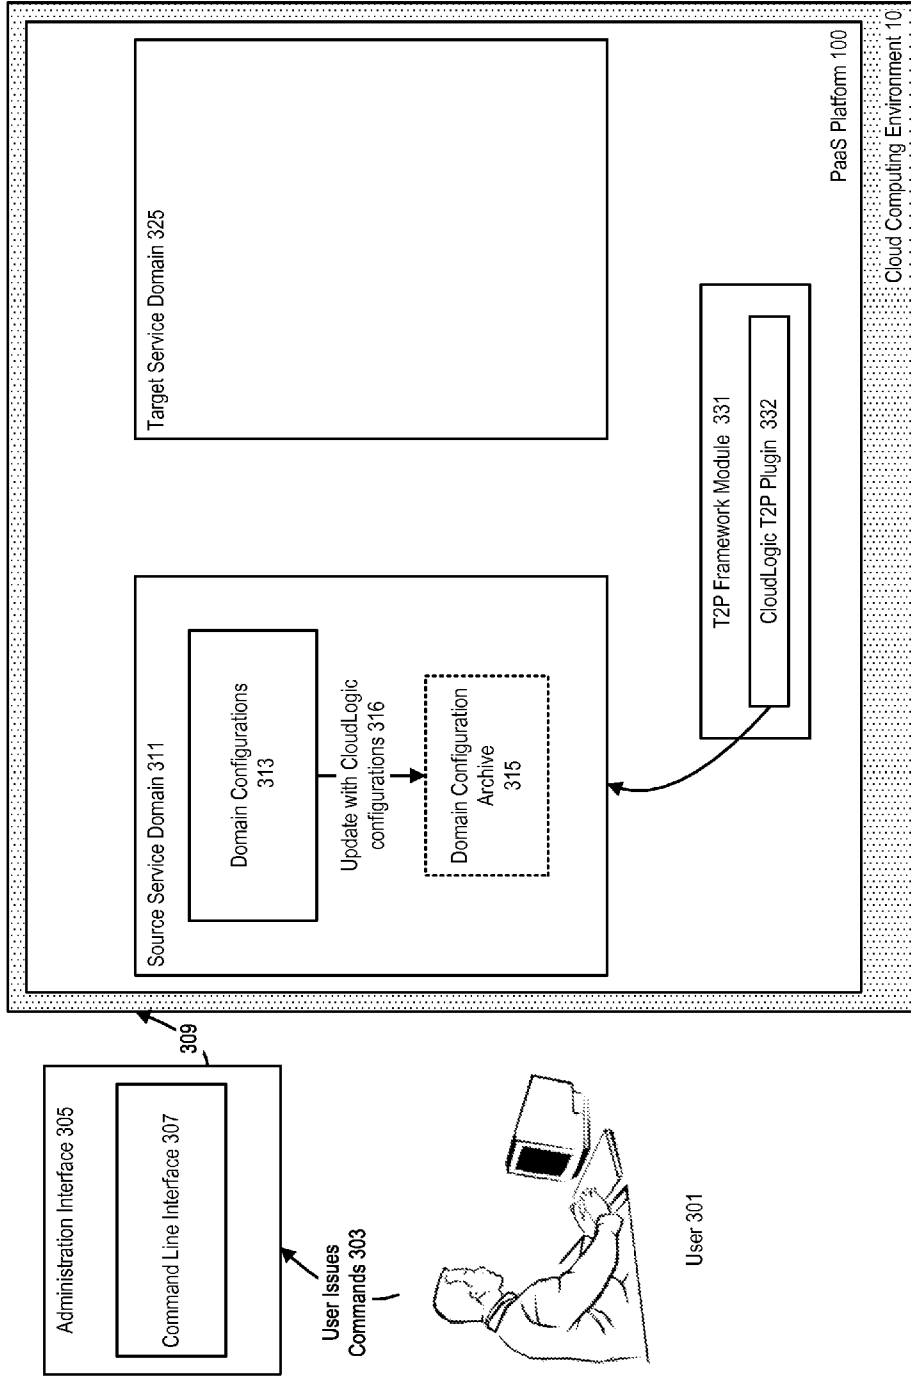 Administration Interface 305
Command Line Interface 307
User Issues
Commands 303
User 301
309
Source Service Domain 311
Domain Configurations
313
Update with CloudLogic
configurations 316
Domain Configuration
Archive
315
Target Service Domain 325
T2P Framework Module 331
CloudLogic T2P Plugin 332
PaaS Platform 100
Cloud Computing Environment 10